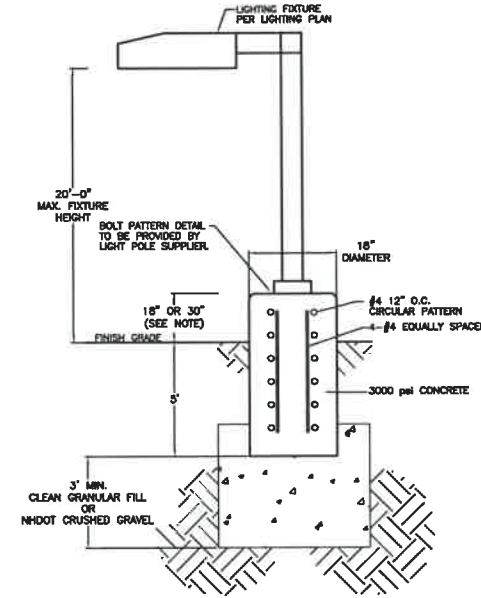 LIGHTING FIXTURE
PER LIGHTING PLAN
20'-0"
MAX. FIXTURE
HEIGHT
BOLT PATTERN DETAIL
TO BE PROVIDED BY
LIGHT POLE SUPPLIER.
18"
DIAMETER
18" OR 30"
(SEE NOTE)
#4 12" O.C.
CIRCULAR PATTERN
4-#4 EQUALLY SPACED
FINISH GRADE
5'
3000 psi CONCRETE
3' MIN.
CLEAN GRANULAR FILL
OR
NHDOT CRUSHED GRAVEL